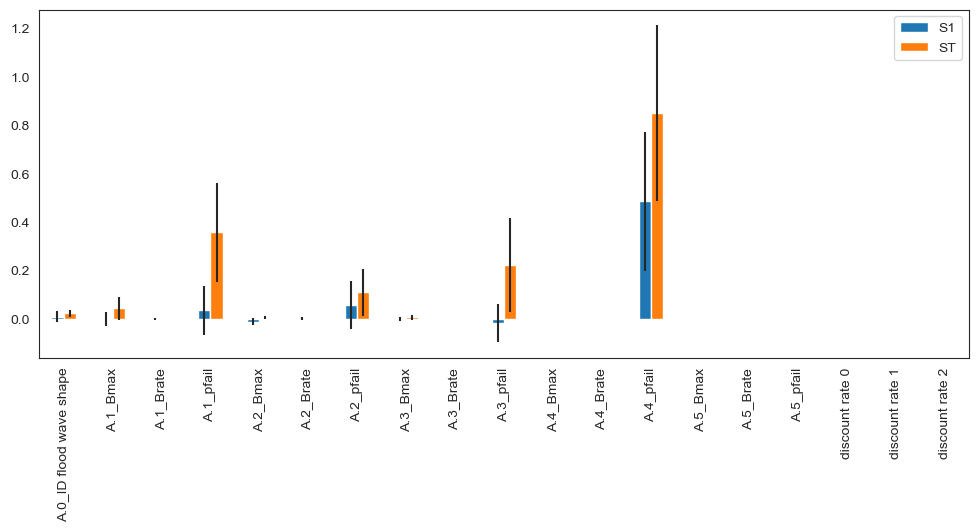 1.2
1.0
0.8
0.6
0.4
0.2
0.0
S1
ST
A.0_ID flood wave shape
A.1_Bmax
A.1_Brate
A.1_pfail
A.2_Bmax
A.2_Brate
A.2_pfail
A.3_Bmax
A.3_Brate
A.3_pfail
A.4_Bmax
A.4_Brate
A.4_pfail
A.5_Bmax
A.5_Brate
A.5_pfail
discount rate 0
discount rate 1
discount rate 2